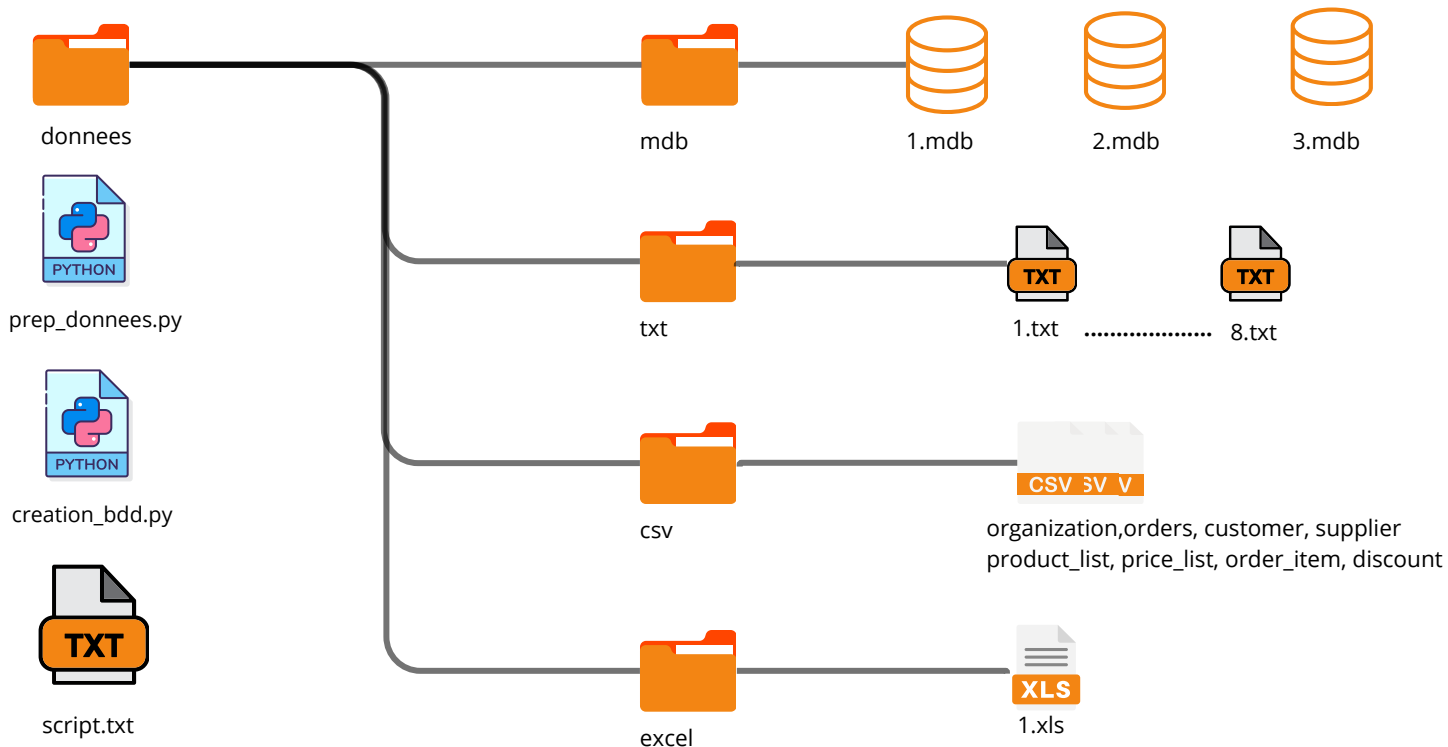 donnees
mdb
1.mdb
2.mdb
3.mdb
PYTHON
prep_donnees.py
txt
TXT
1.txt
....................
TXT
8.txt
PYTHON
creation_bdd.py
csv
CSV SV V
organization,orders, customer, supplier
product_list, price_list, order_item, discount
TXT
script.txt
excel
XLS
1.xls